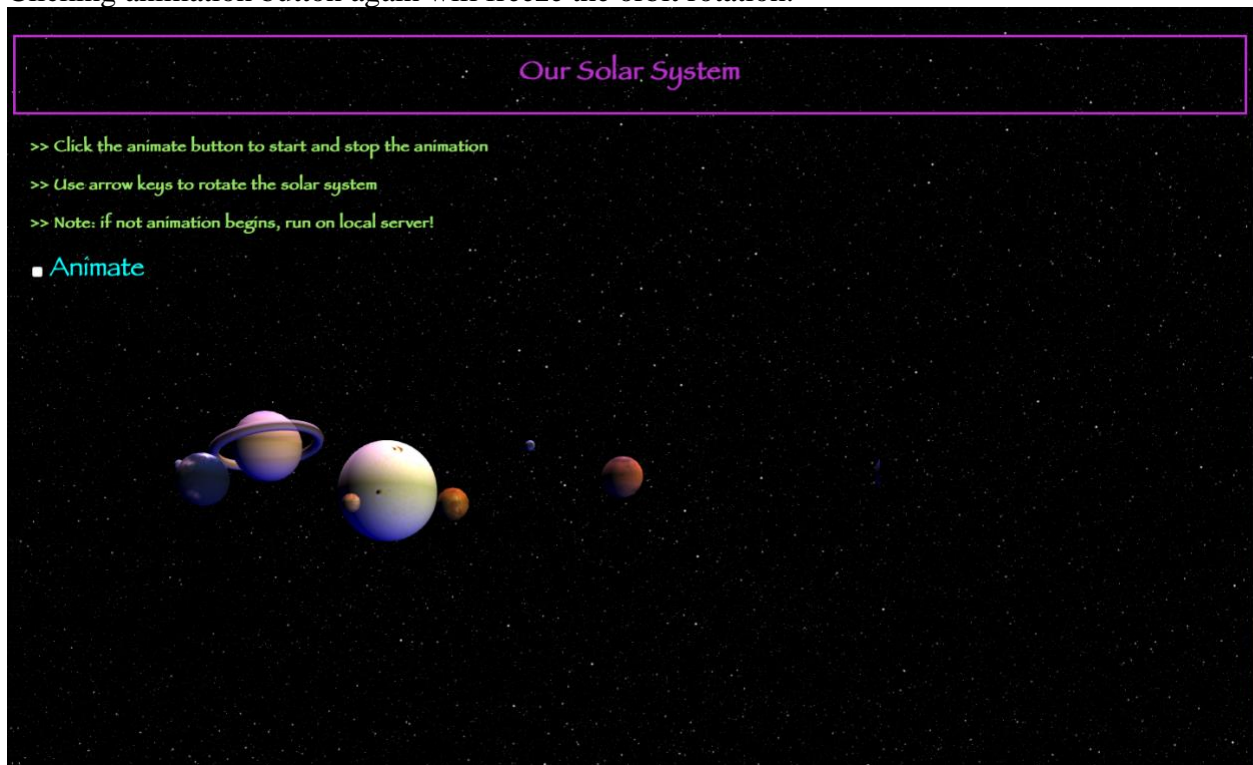 Clicking animation button again will freeze the orbit rotation.
Our Solar System
>> Click the animate button to start and stop the animation
>> Use arrow keys to rotate the solar system
>> Note: if not animation begins, run on local server!
Animate